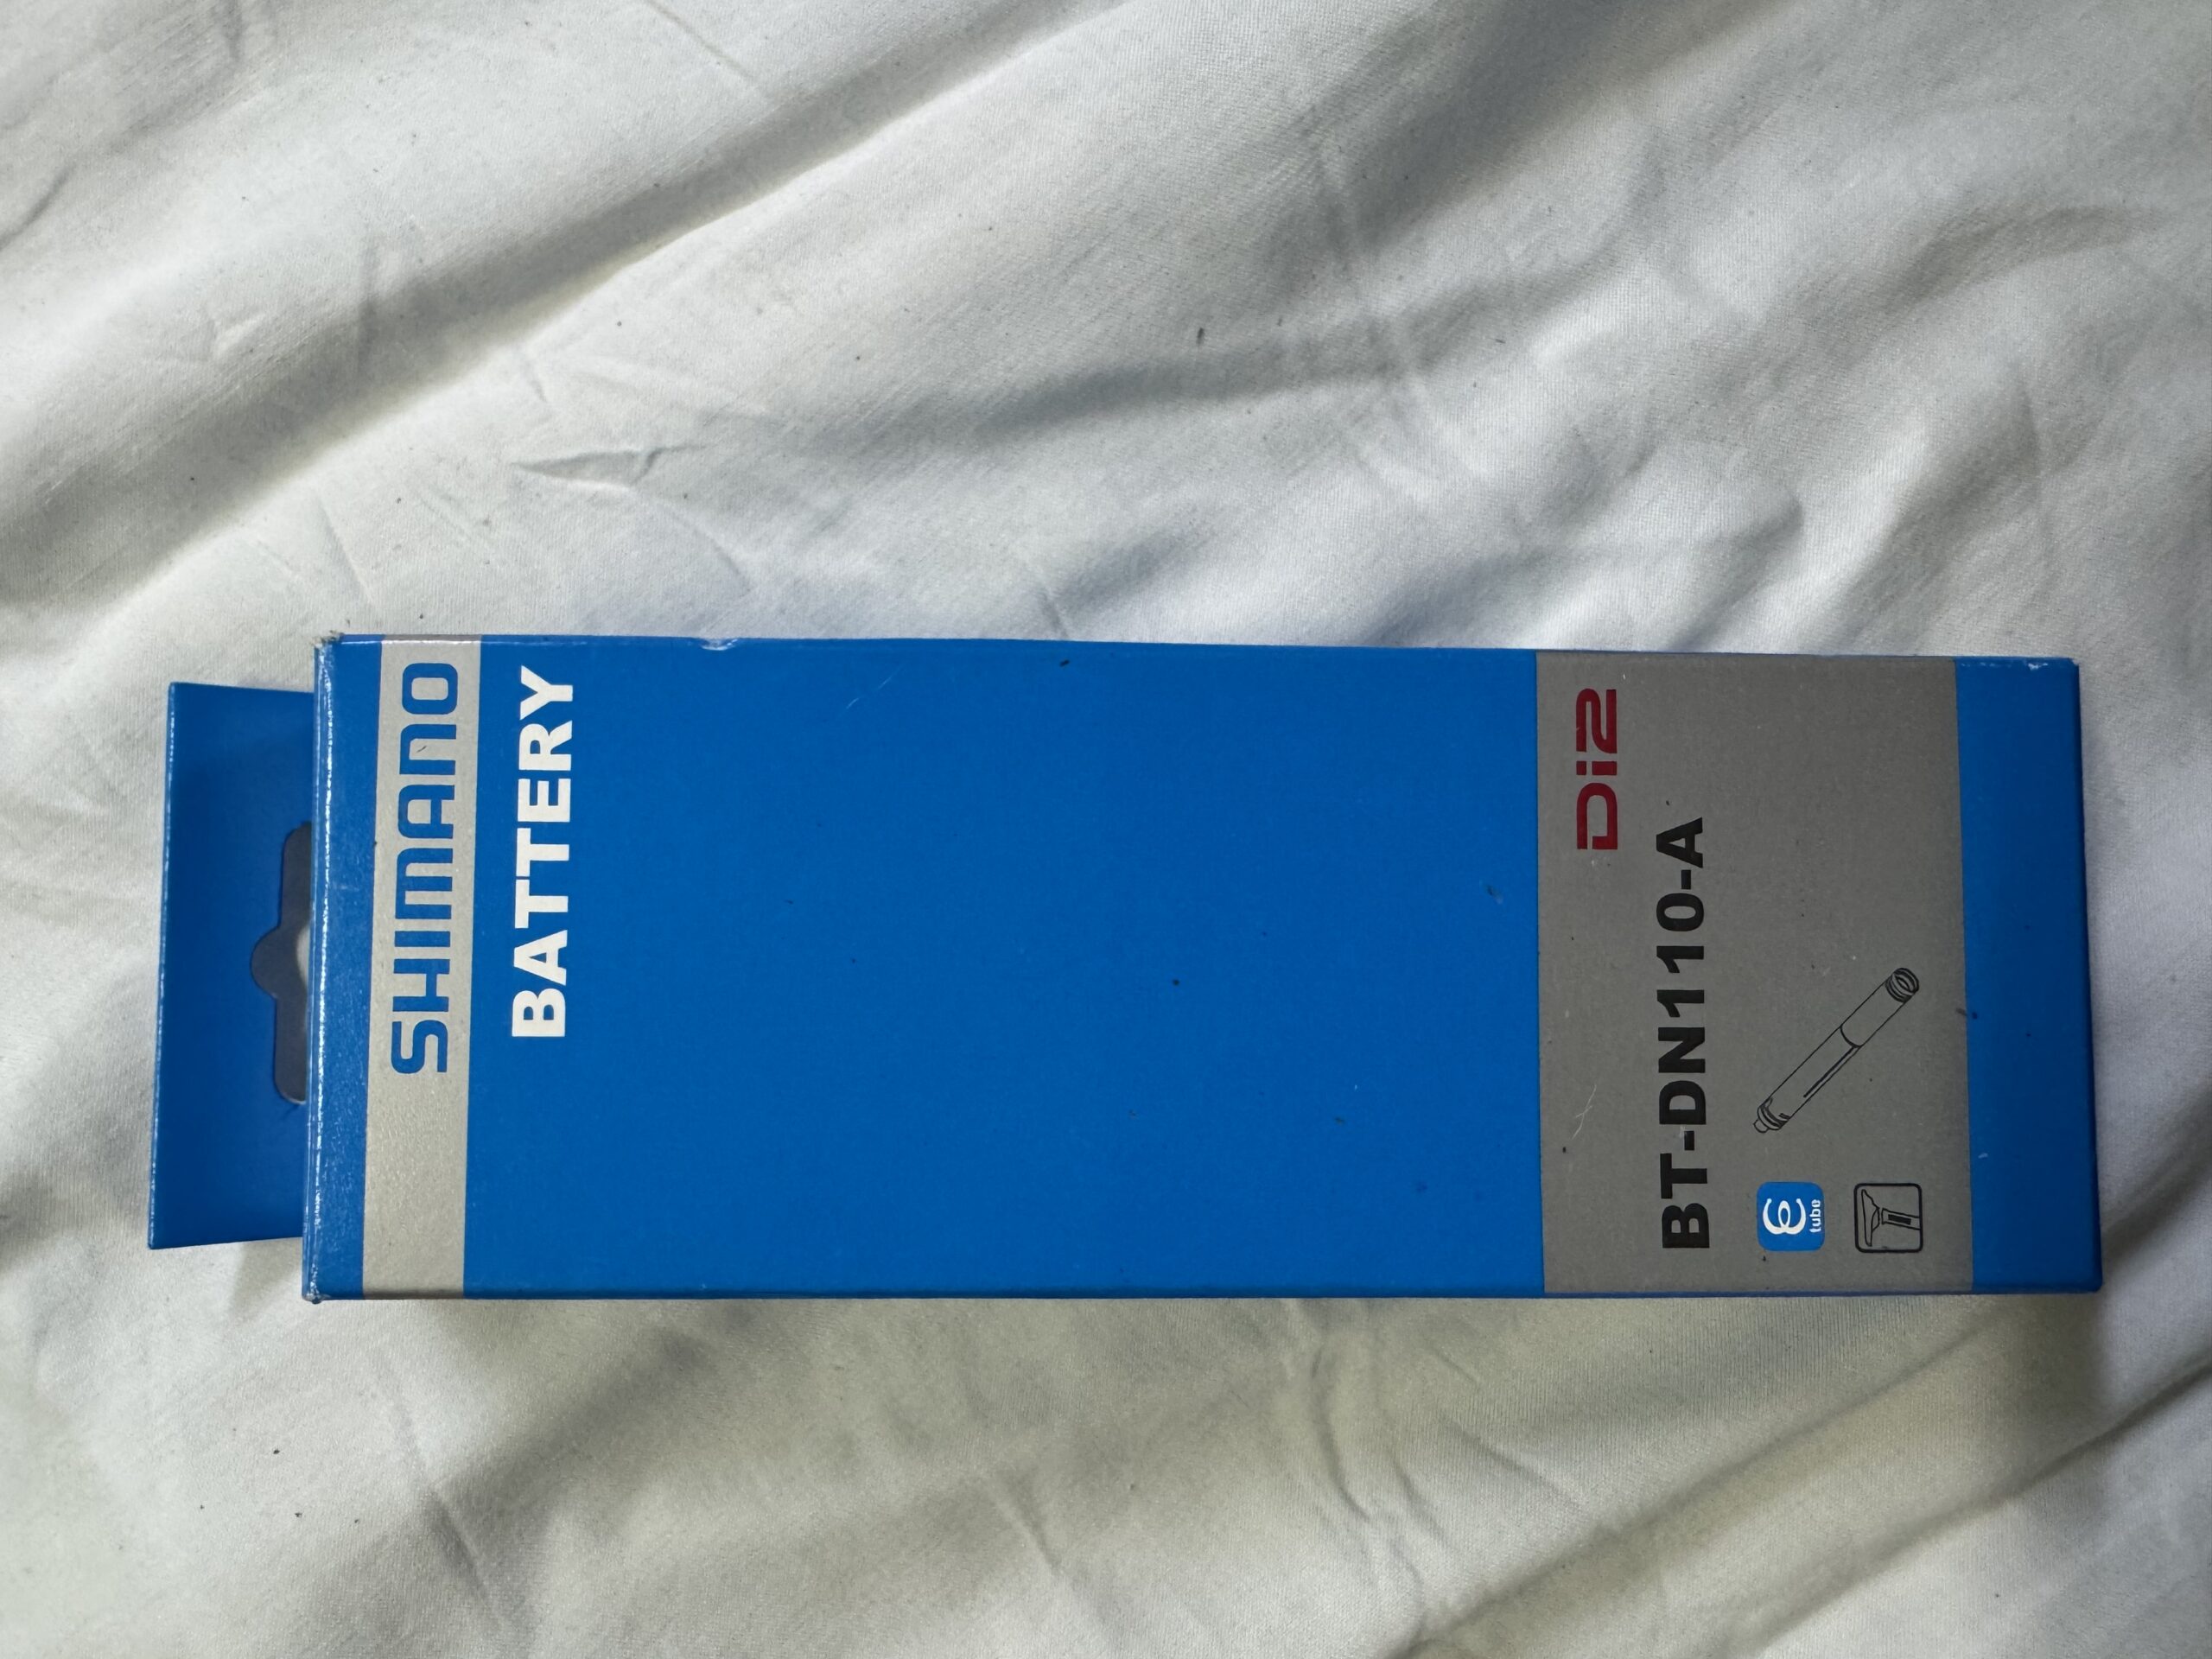 SHIMANO
BATTERY
Di2
BT-DN110-A
e tube